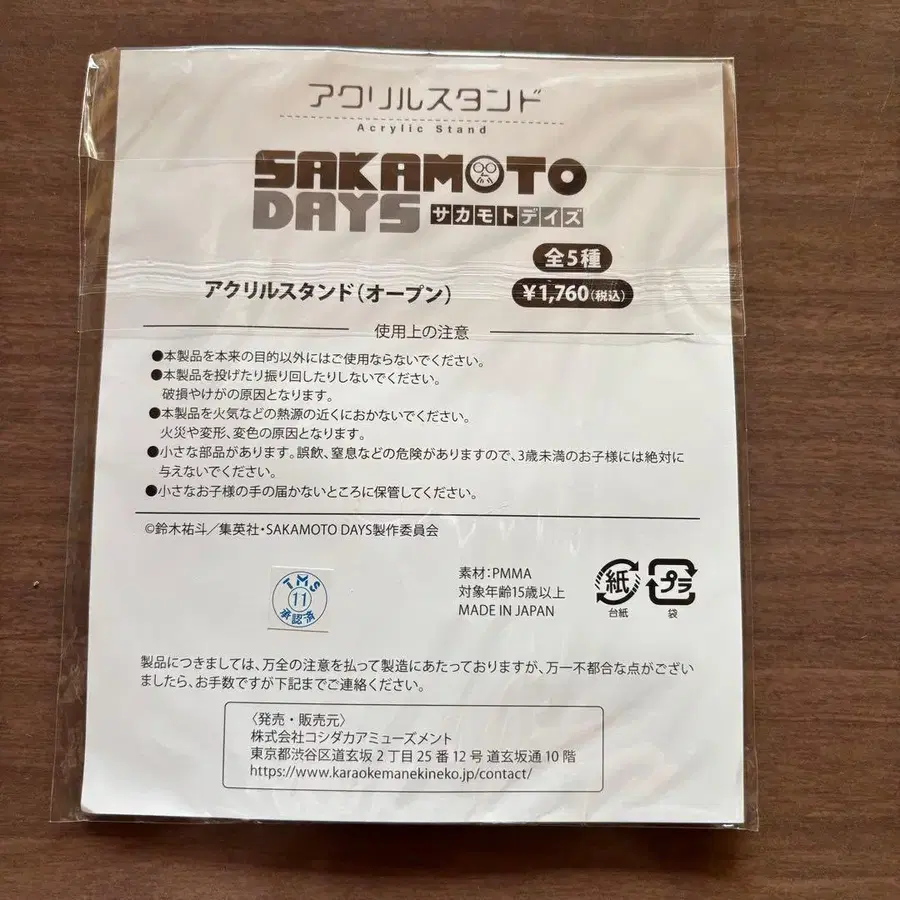 アクリルスタンド
Acrylic Stand
SAKAMOTO
DAYS サカモトデイズ
全5種
アクリルスタンド(オープン)
¥1,760(税込)
使用上の注意
●本製品を本来の目的以外にはご使用ならないでください。
●本製品を投げたり振り回したりしないでください。
破損やけがの原因となります。
●本製品を火気などの熱源の近くにおかないでください。
火災や変形、変色の原因となります。
●小さな部品があります。誤飲、窒息などの危険がありますので、3歳未満のお子様には絶対に
与えないでください。
●小さなお子様の手の届かないところに保管してください。
©鈴木祐斗/集英社・SAKAMOTO DAYS製作委員会
TMS
11
承認済
素材:PMMA
対象年齢15歳以上
MADE IN JAPAN
紙
台紙
プラ
袋
製品につきましては、万全の注意を払って製造にあたっておりますが、万一不都合な点がござい
ましたら、お手数ですが下記までご連絡ください。
〈発売・販売元〉
株式会社コシダカアミューズメント
東京都渋谷区道玄坂2丁目25番12号 道玄坂通10階
https://www.karaokemanekineko.jp/contact/